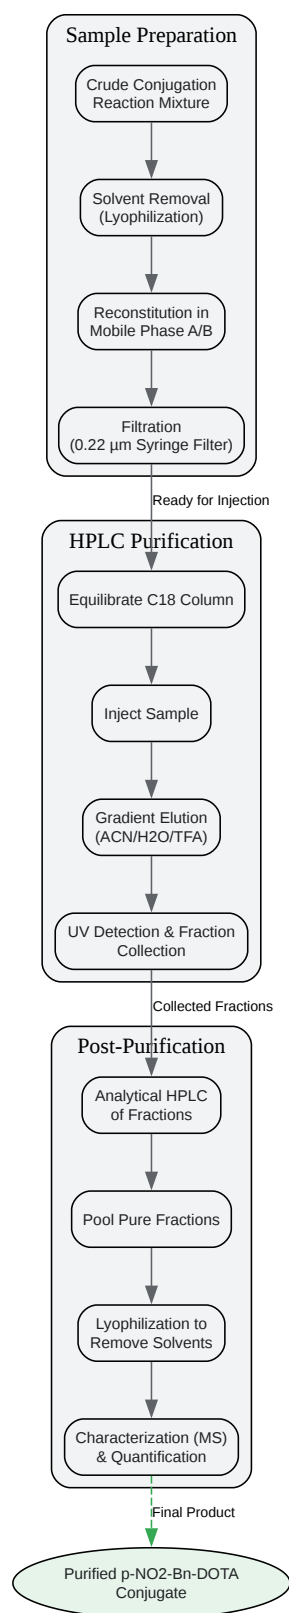 Sample Preparation
Crude Conjugation
Reaction Mixture
Solvent Removal
(Lyophilization)
Reconstitution in
Mobile Phase A/B
Filtration
(0.22 µm Syringe Filter)
Ready for Injection
HPLC Purification
Equilibrate C18 Column
Inject Sample
Gradient Elution
(ACN/H2O/TFA)
UV Detection & Fraction
Collection
Collected Fractions
Post-Purification
Analytical HPLC
of Fractions
Pool Pure Fractions
Lyophilization to
Remove Solvents
Characterization (MS)
& Quantification
Final Product
Purified p-NO2-Bn-DOTA
Conjugate